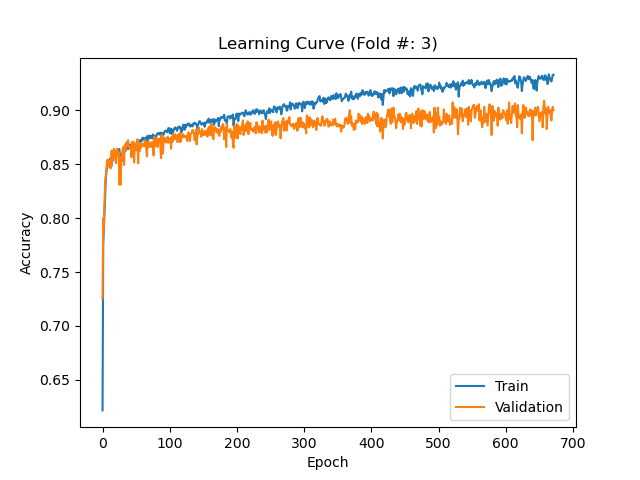 Learning Curve (Fold #: 3)
Accuracy
0.90
0.85
0.80
0.75
0.70
0.65
0 100 200 300 400 500 600 700
Epoch
Train
Validation